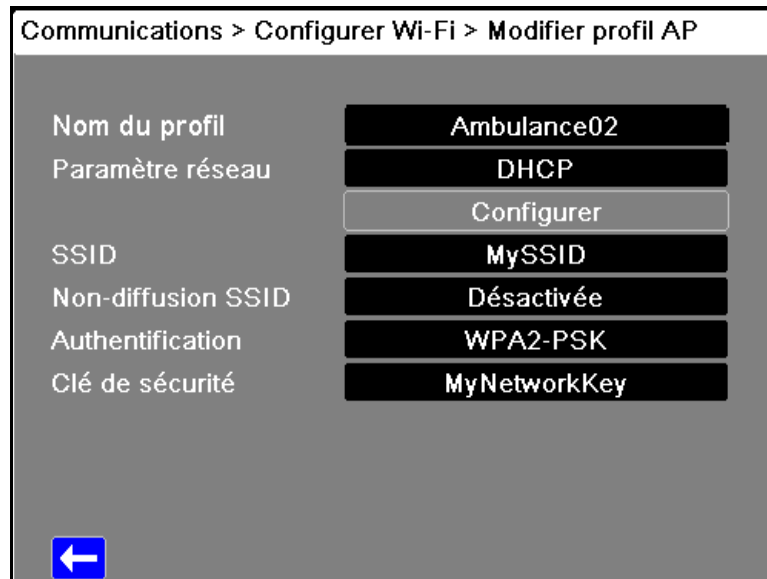 Communications > Configurer Wi-Fi > Modifier profil AP
Nom du profil Ambulance02
Paramètre réseau DHCP
Configurer
SSID MySSID
Non-diffusion SSID Désactivée
Authentification WPA2-PSK
Clé de sécurité MyNetworkKey